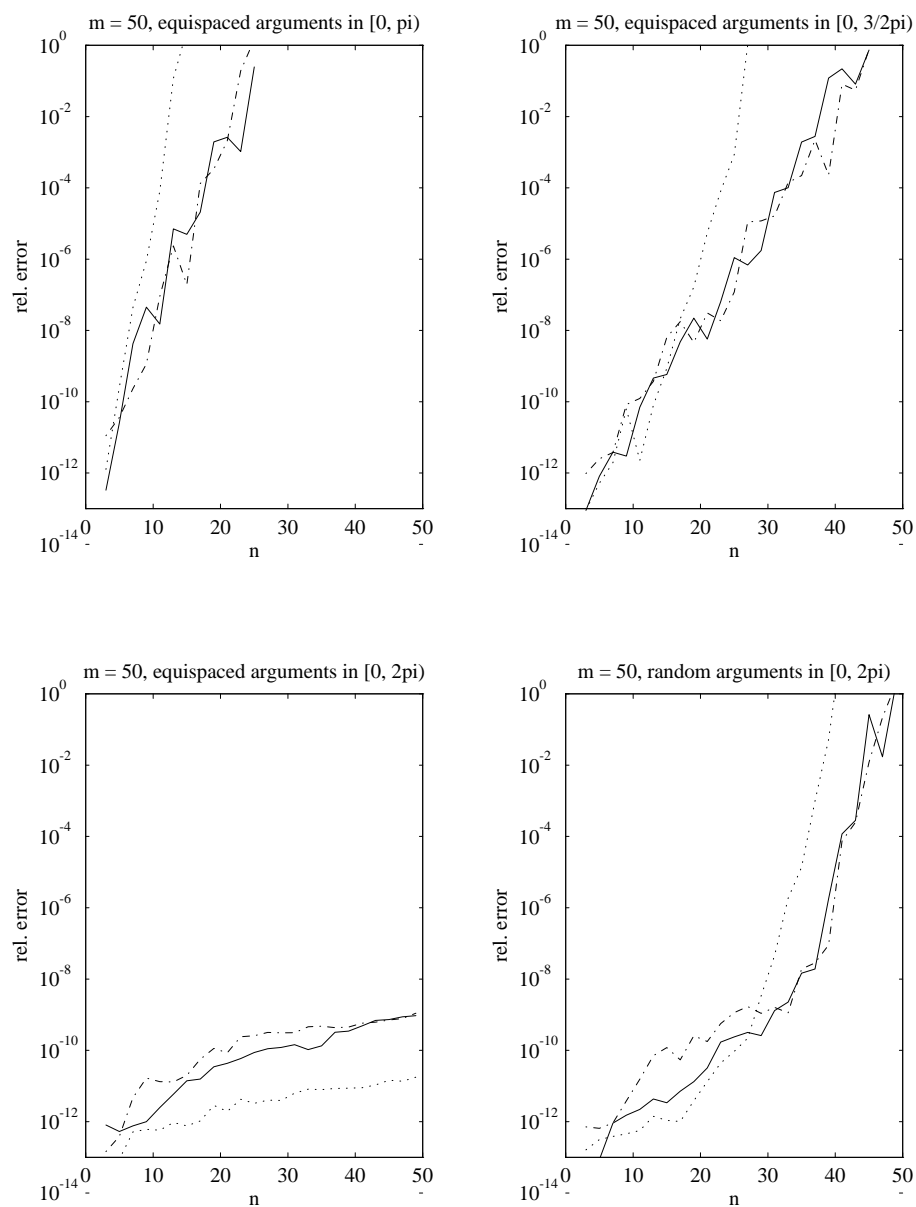 m = 50, equispaced arguments in [0, pi)
10^0
10^-2
10^-4
10^-6
10^-8
10^-10
10^-12
10^-14
rel. error
0 10 20 30 40 50
n
m = 50, equispaced arguments in [0, 3/2pi)
10^0
10^-2
10^-4
10^-6
10^-8
10^-10
10^-12
10^-14
rel. error
0 10 20 30 40 50
n
m = 50, equispaced arguments in [0, 2pi)
10^0
10^-2
10^-4
10^-6
10^-8
10^-10
10^-12
10^-14
rel. error
0 10 20 30 40 50
n
m = 50, random arguments in [0, 2pi)
10^0
10^-2
10^-4
10^-6
10^-8
10^-10
10^-12
10^-14
rel. error
0 10 20 30 40 50
n